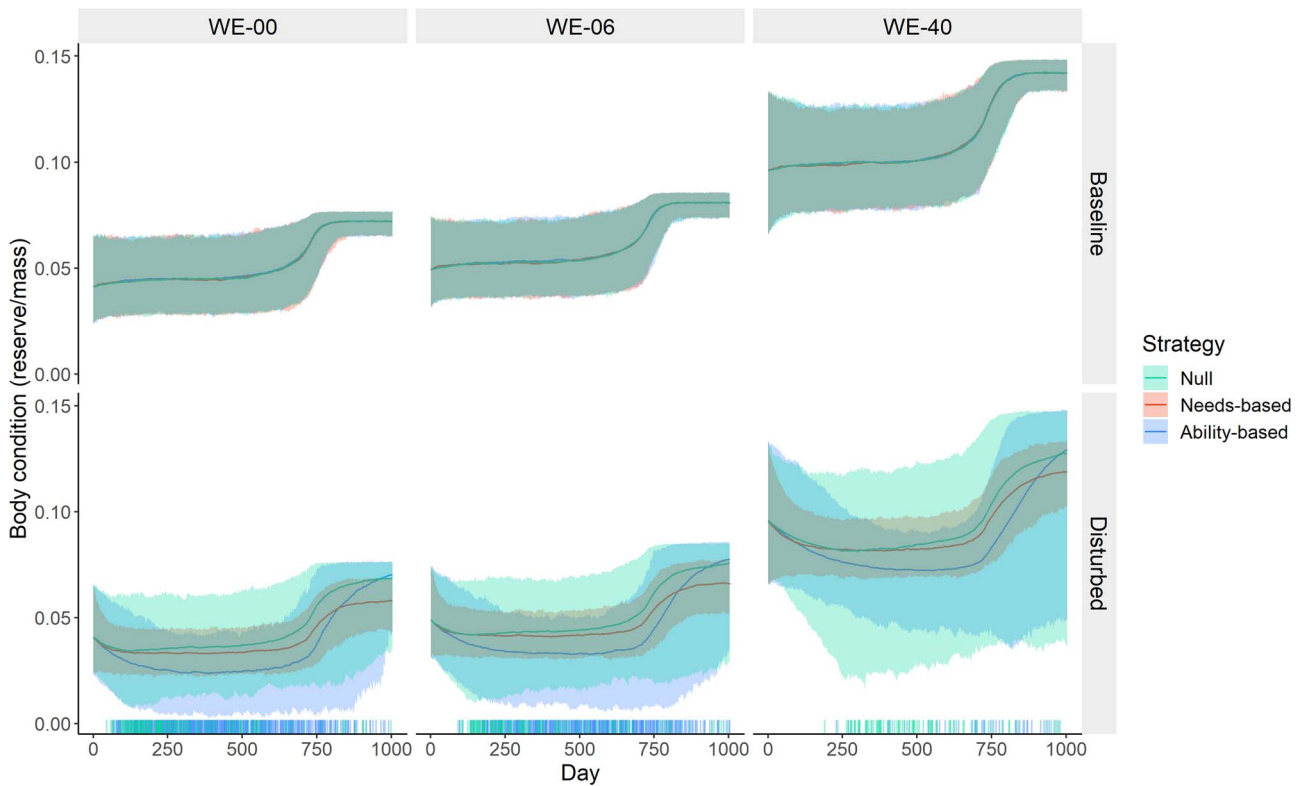 WE-00 WE-06 WE-40
Body condition (reserve/mass)
0.15
0.10
0.05
0.00
Baseline
0.15
0.10
0.05
0.00
Disturbed
0 250 500 750 1000 0 250 500 750 1000 0 250 500 750 1000
Day
Strategy
Null
Needs-based
Ability-based